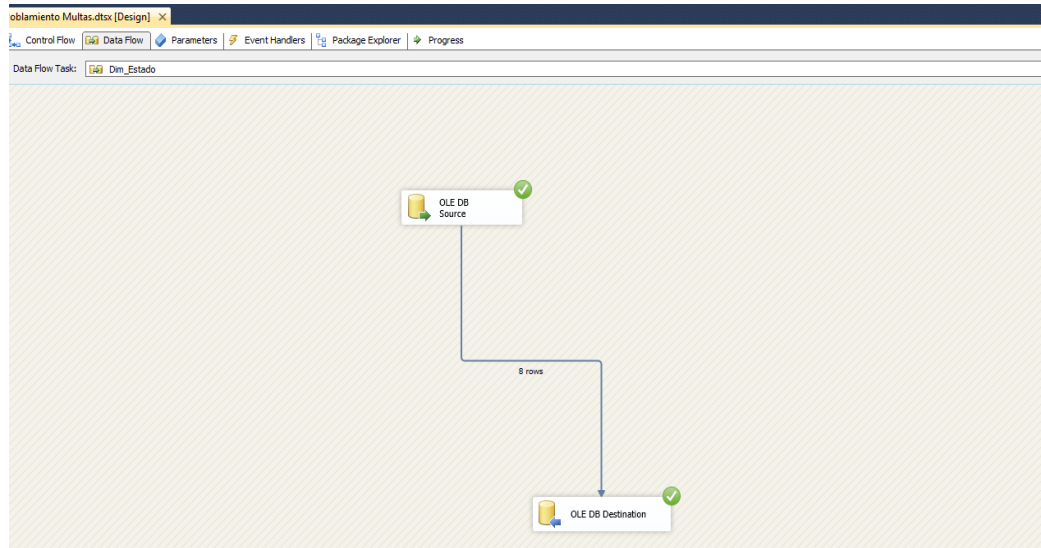 oblamiento Multas.dtsx [Design]
Control Flow Data Flow Parameters Event Handlers Package Explorer Progress
Data Flow Task: Dim_Estado
OLE DB
Source
8 rows
OLE DB Destination